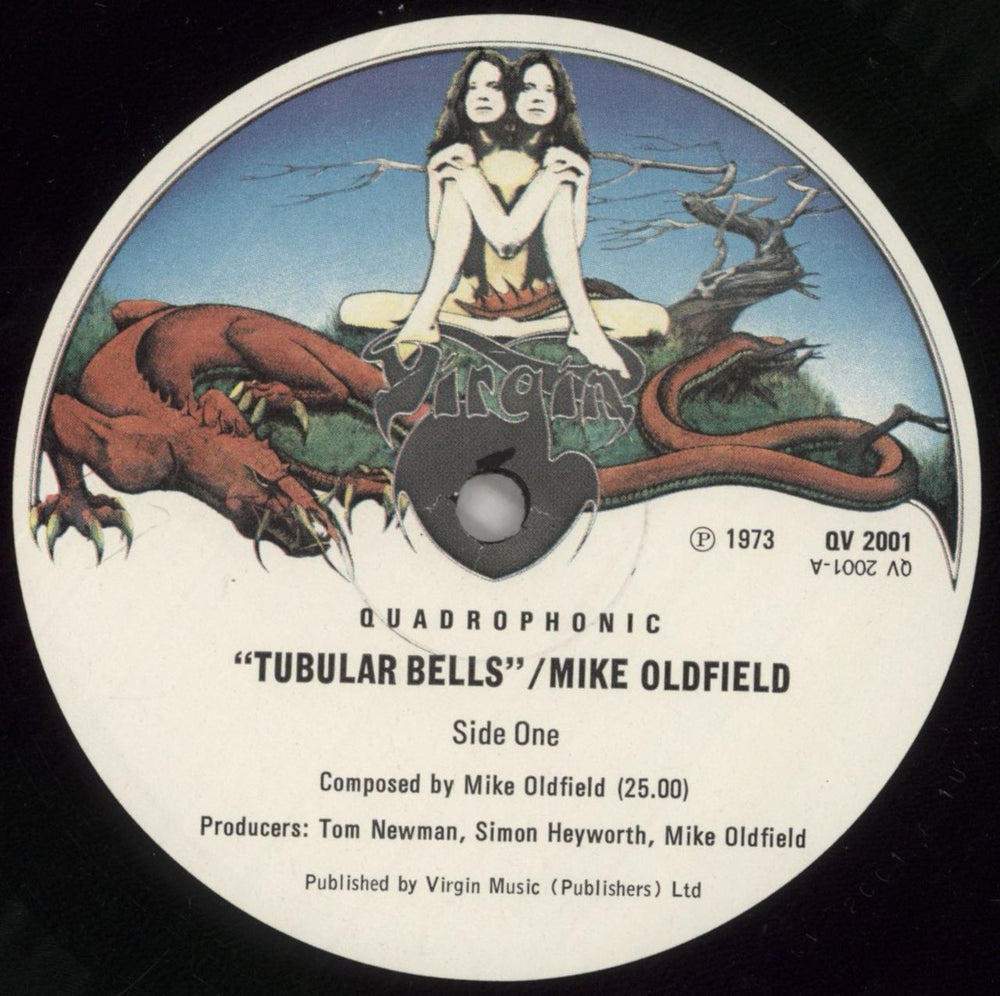 Virgin
Ⓟ 1973 QV 2001
QV 2001-A
QUADROPHONIC
“TUBULAR BELLS”/MIKE OLDFIELD
Side One
Composed by Mike Oldfield (25.00)
Producers: Tom Newman, Simon Heyworth, Mike Oldfield
Published by Virgin Music (Publishers) Ltd